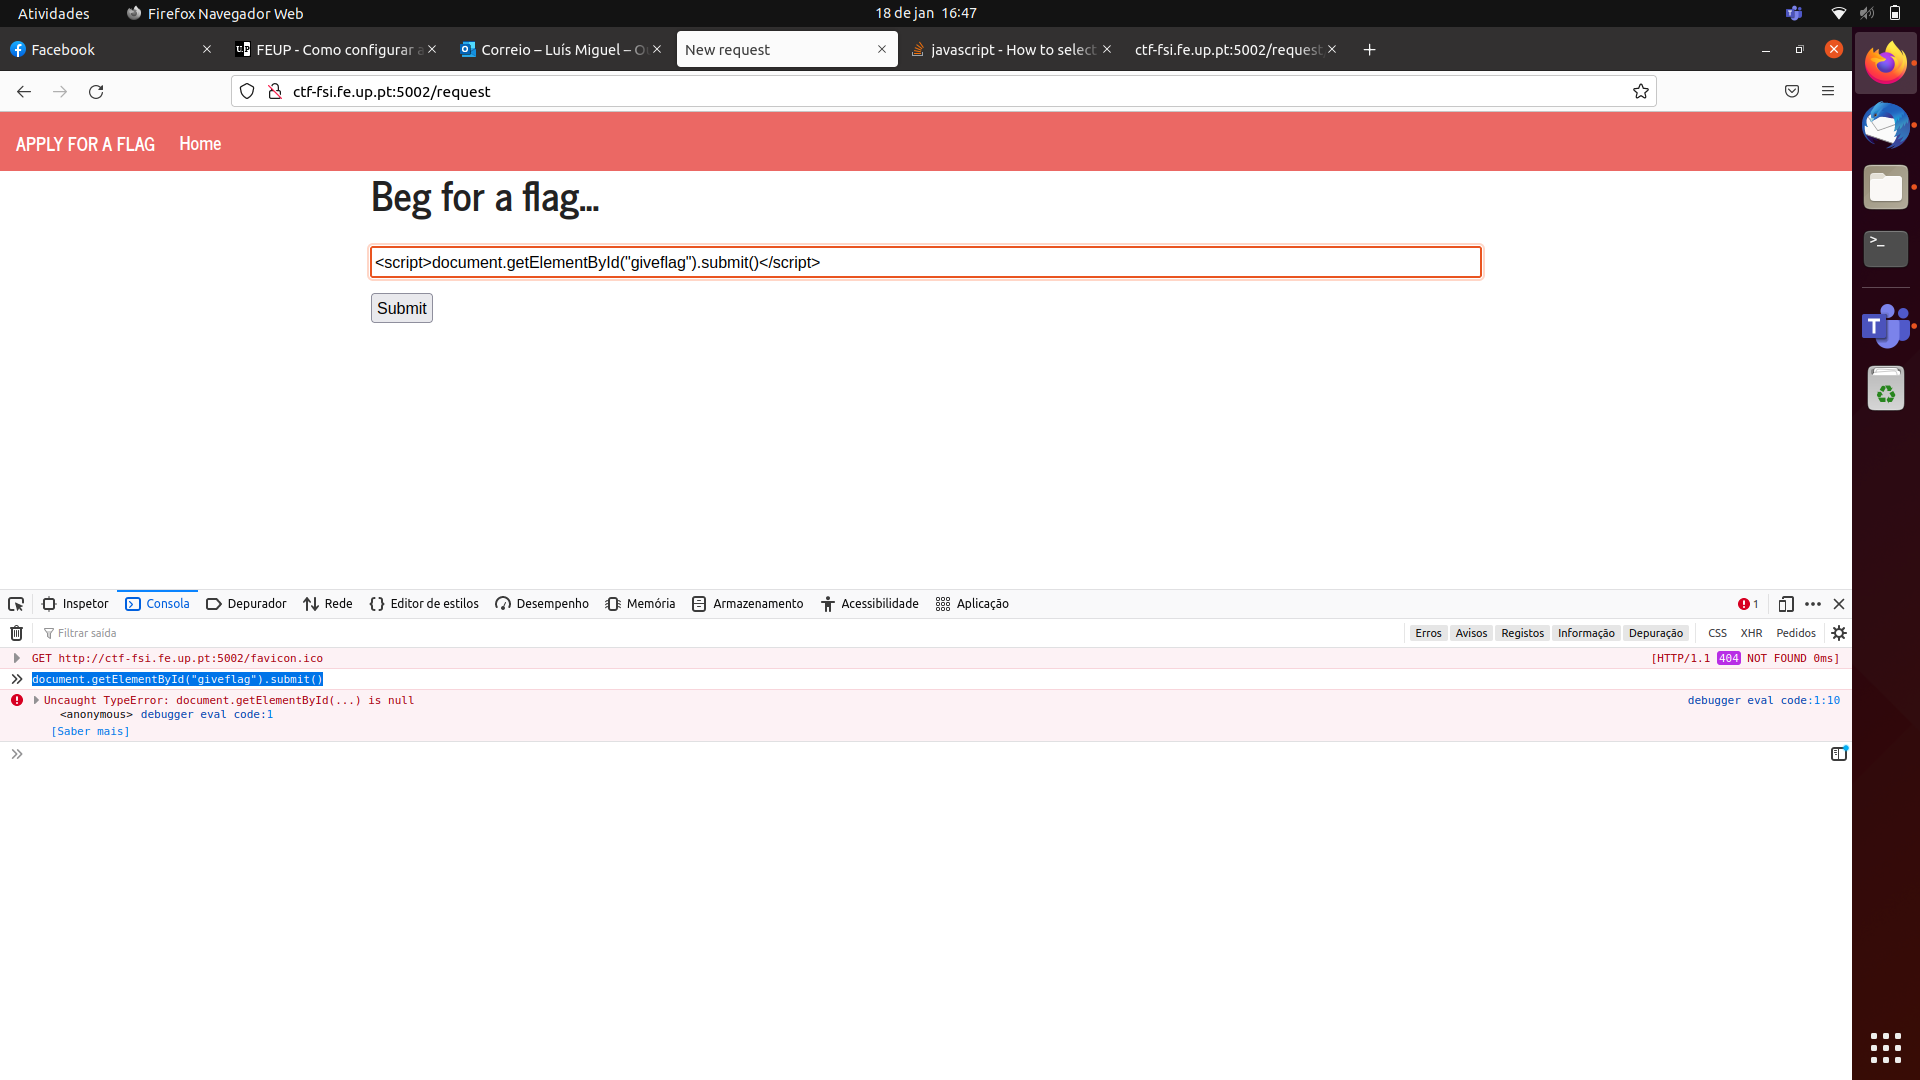 Atividades
Firefox Navegador Web
18 de jan 16:47
Facebook
FEUP - Como configurar a
Correio – Luís Miguel – Ou
New request
javascript - How to select
ctf-fsi.fe.up.pt:5002/request
ctf-fsi.fe.up.pt:5002/request
APPLY FOR A FLAG
Home
Beg for a flag...
<script>document.getElementById("giveflag").submit()</script>
Submit
Inspetor
Consola
Depurador
Rede
Editor de estilos
Desempenho
Memória
Armazenamento
Acessibilidade
Aplicação
1
Filtrar saída
Erros
Avisos
Registos
Informação
Depuração
CSS
XHR
Pedidos
GET http://ctf-fsi.fe.up.pt:5002/favicon.ico
[HTTP/1.1 404 NOT FOUND 0ms]
document.getElementById("giveflag").submit()
Uncaught TypeError: document.getElementById(...) is null
debugger eval code:1:10
<anonymous> debugger eval code:1
[Saber mais]